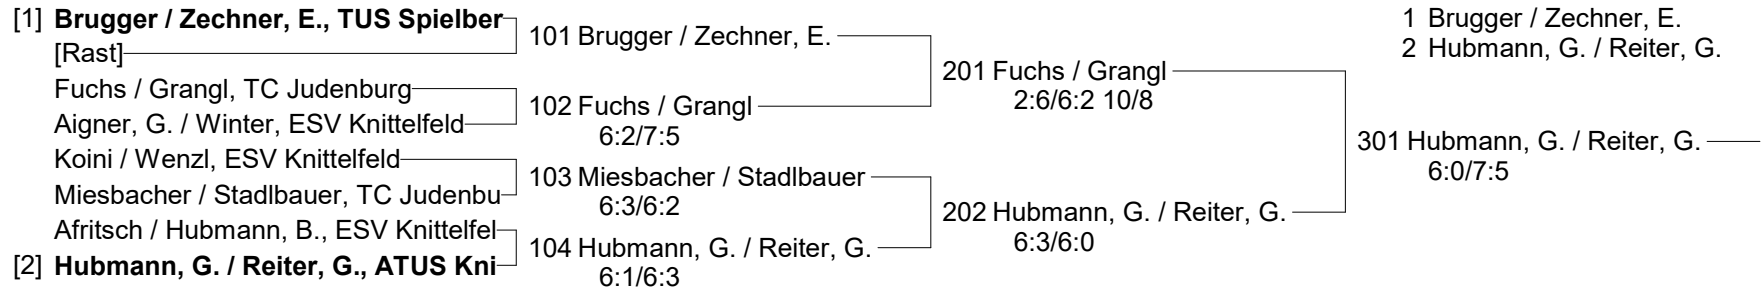 [1] Brugger / Zechner, E., TUS Spielber
[Rast]
Fuchs / Grangl, TC Judenburg
Aigner, G. / Winter, ESV Knittelfeld
Koini / Wenzl, ESV Knittelfeld
Miesbacher / Stadlbauer, TC Judenbu
Afritsch / Hubmann, B., ESV Knittelfel
[2] Hubmann, G. / Reiter, G., ATUS Kni
101 Brugger / Zechner, E.
102 Fuchs / Grangl
6:2/7:5
103 Miesbacher / Stadlbauer
6:3/6:2
104 Hubmann, G. / Reiter, G.
6:1/6:3
201 Fuchs / Grangl
2:6/6:2 10/8
202 Hubmann, G. / Reiter, G.
6:3/6:0
301 Hubmann, G. / Reiter, G.
6:0/7:5
1 Brugger / Zechner, E.
2 Hubmann, G. / Reiter, G.